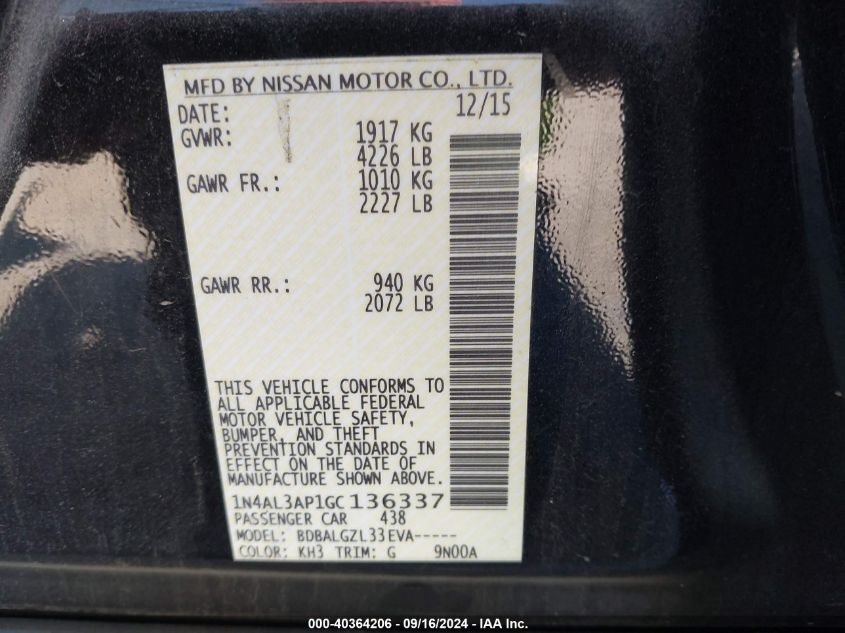 MFD BY NISSAN MOTOR CO., LTD.
DATE: 12/15
GVWR: 1917 KG
4226 LB
GAWR FR.: 1010 KG
2227 LB
GAWR RR.: 940 KG
2072 LB
THIS VEHICLE CONFORMS TO
ALL APPLICABLE FEDERAL
MOTOR VEHICLE SAFETY,
BUMPER, AND THEFT
PREVENTION STANDARDS IN
EFFECT ON THE DATE OF
MANUFACTURE SHOWN ABOVE.
1N4AL3AP1GC136337
PASSENGER CAR 438
MODEL: BDBALGZL33EVA-----
COLOR: KH3 TRIM: G 9N00A
000-40364206 - 09/16/2024 - IAA Inc.